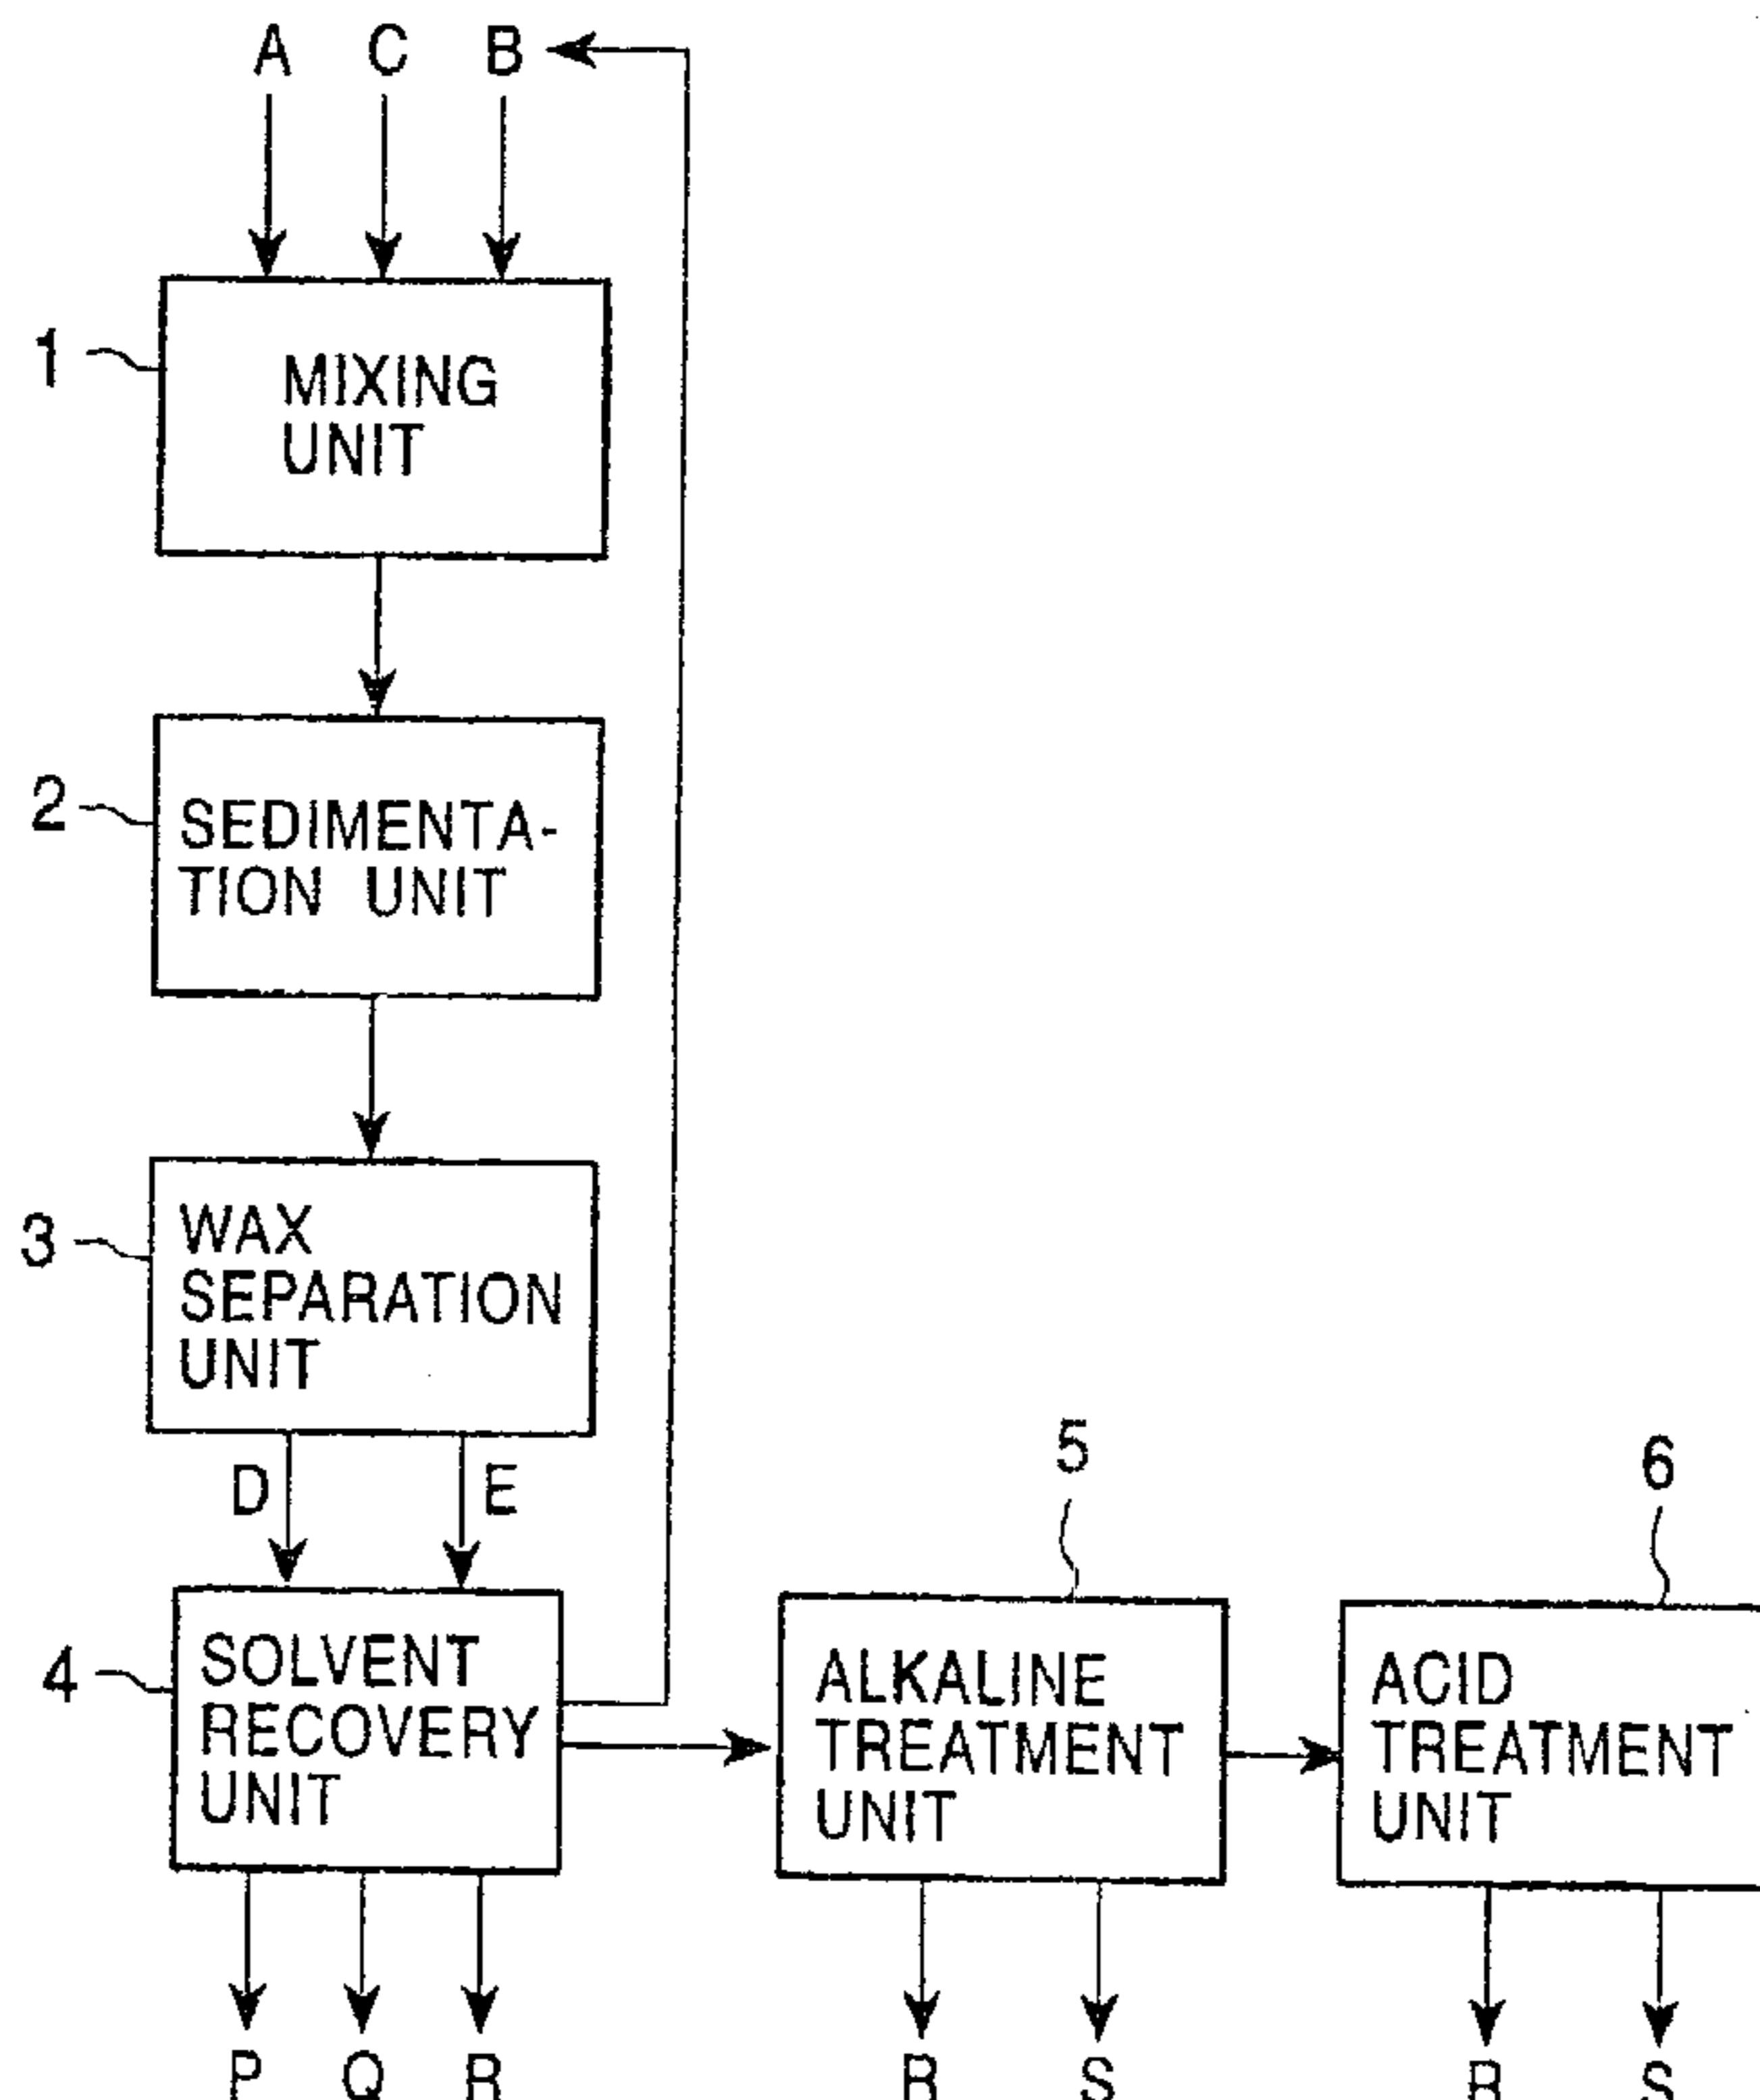 A C B
1
MIXING
UNIT
2
SEDIMENTA-
TION UNIT
3
WAX
SEPARATION
UNIT
D E
4
SOLVENT
RECOVERY
UNIT
5
ALKALINE
TREATMENT
UNIT
6
ACID
TREATMENT
UNIT
P Q R
R S
R S